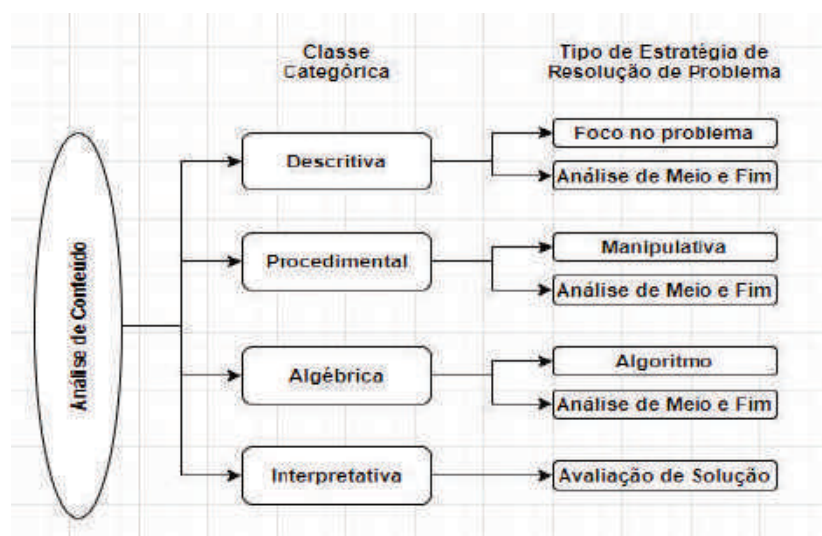 Classe
Categórica
Tipo de Estratégia de
Resolução de Problema
Análise de Conteúdo
Descritiva
Foco no problema
Análise de Meio e Fim
Procedimental
Manipulativa
Análise de Meio e Fim
Algébrica
Algoritmo
Análise de Meio e Fim
Interpretativa
Avaliação de Solução